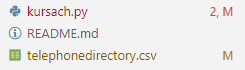 kursach.py 2, M
README.md
telephonedirectory.csv M